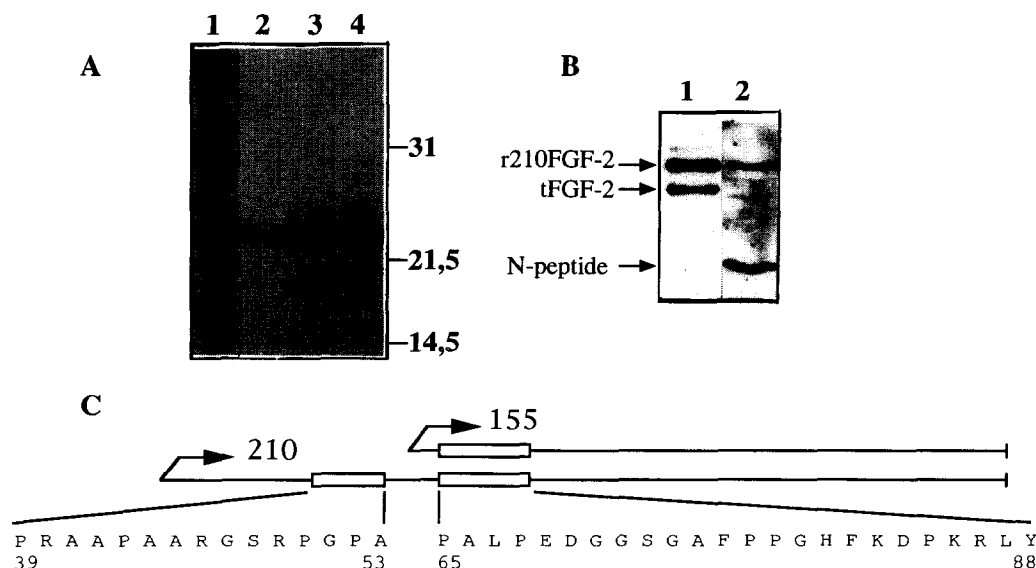 1 2 3 4
A
31
21,5
14,5
B
1 2
r210FGF-2
tFGF-2
N-peptide
C
210
155
P R A A P A A R G S R P G P A P A L P E D G G S G A F P P G H F K D P K R L Y
39 53 65 88